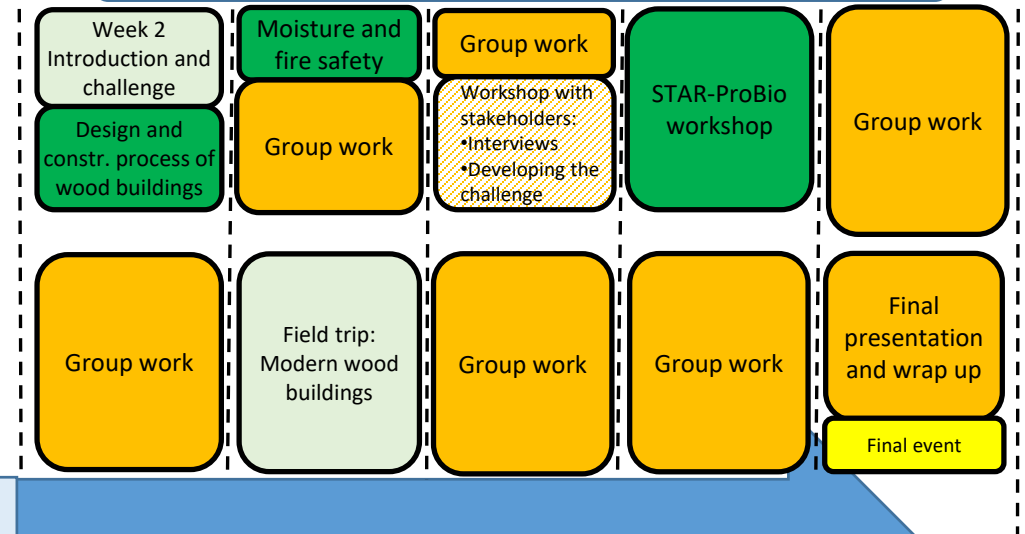 Week 2
Introduction and
challenge
Design and
constr. process of
wood buildings
Moisture and
fire safety
Group work
Group work
Workshop with
stakeholders:
•Interviews
•Developing the
challenge
STAR-ProBio
workshop
Group work
Group work
Field trip:
Modern wood
buildings
Group work
Group work
Final
presentation
and wrap up
Final event